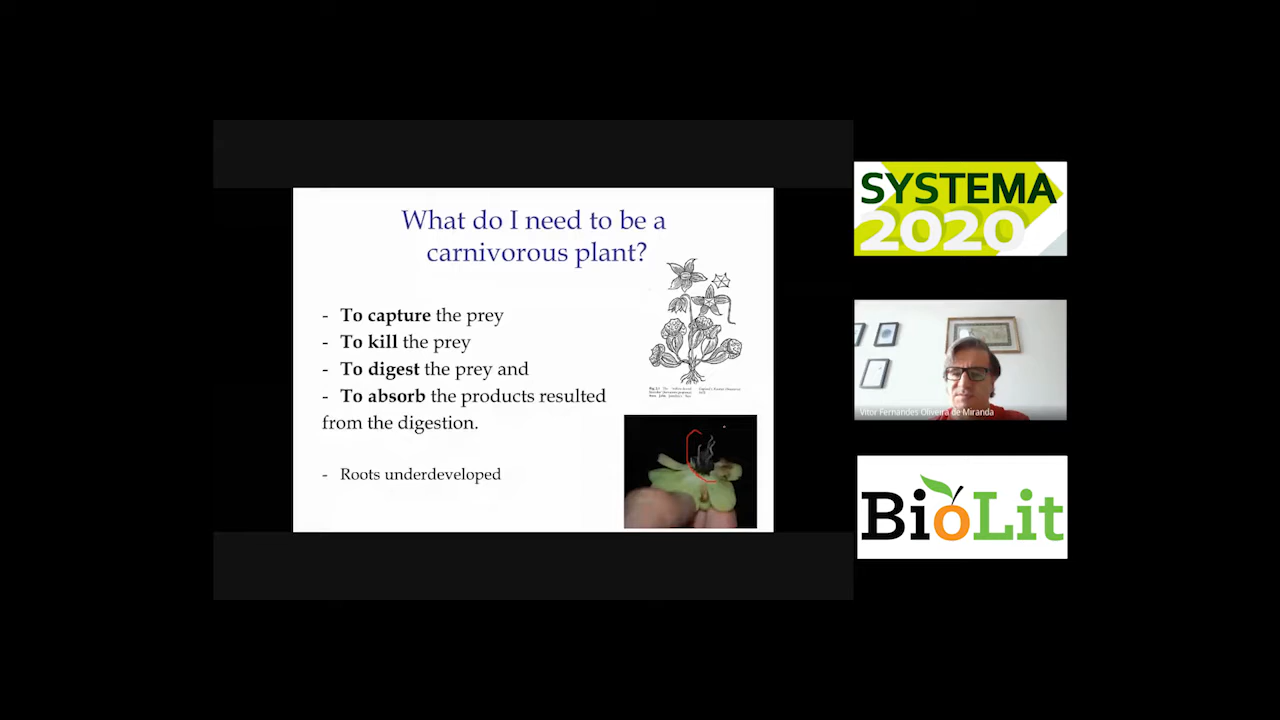 What do I need to be a
carnivorous plant?
- To capture the prey
- To kill the prey
- To digest the prey and
- To absorb the products resulted
from the digestion.
- Roots underdeveloped
SYSTEMA
2020
Vitor Fernandes Oliveira de Miranda
BioLit